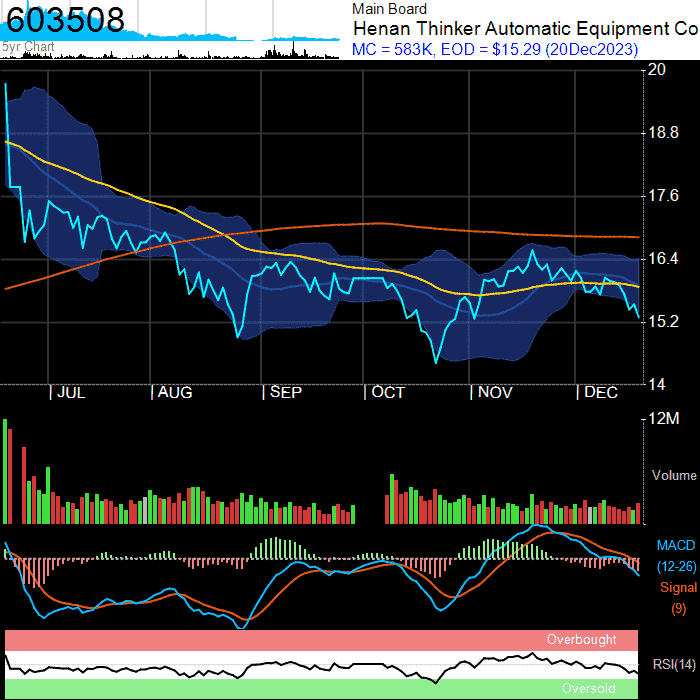 603508
5yr Chart
Main Board
Henan Thinker Automatic Equipment Co
MC = 583K, EOD = $15.29 (20Dec2023)
20
18.8
17.6
16.4
15.2
14
| JUL | AUG | SEP | OCT | NOV | DEC
12M
Volume
MACD
(12-26)
Signal
(9)
Overbought
RSI(14)
Oversold